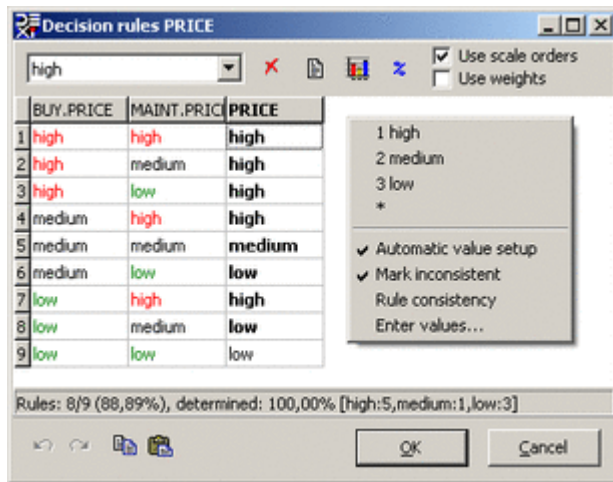 Decision rules PRICE
high
Use scale orders
Use weights
BUY.PRICE MAINT.PRICI PRICE
1 high high high
2 high medium high
3 high low high
4 medium high high
5 medium medium medium
6 medium low low
7 low high high
8 low medium low
9 low low low
1 high
2 medium
3 low
*
Automatic value setup
Mark inconsistent
Rule consistency
Enter values...
Rules: 8/9 (88,89%), determined: 100,00% [high:5,medium:1,low:3]
OK Cancel